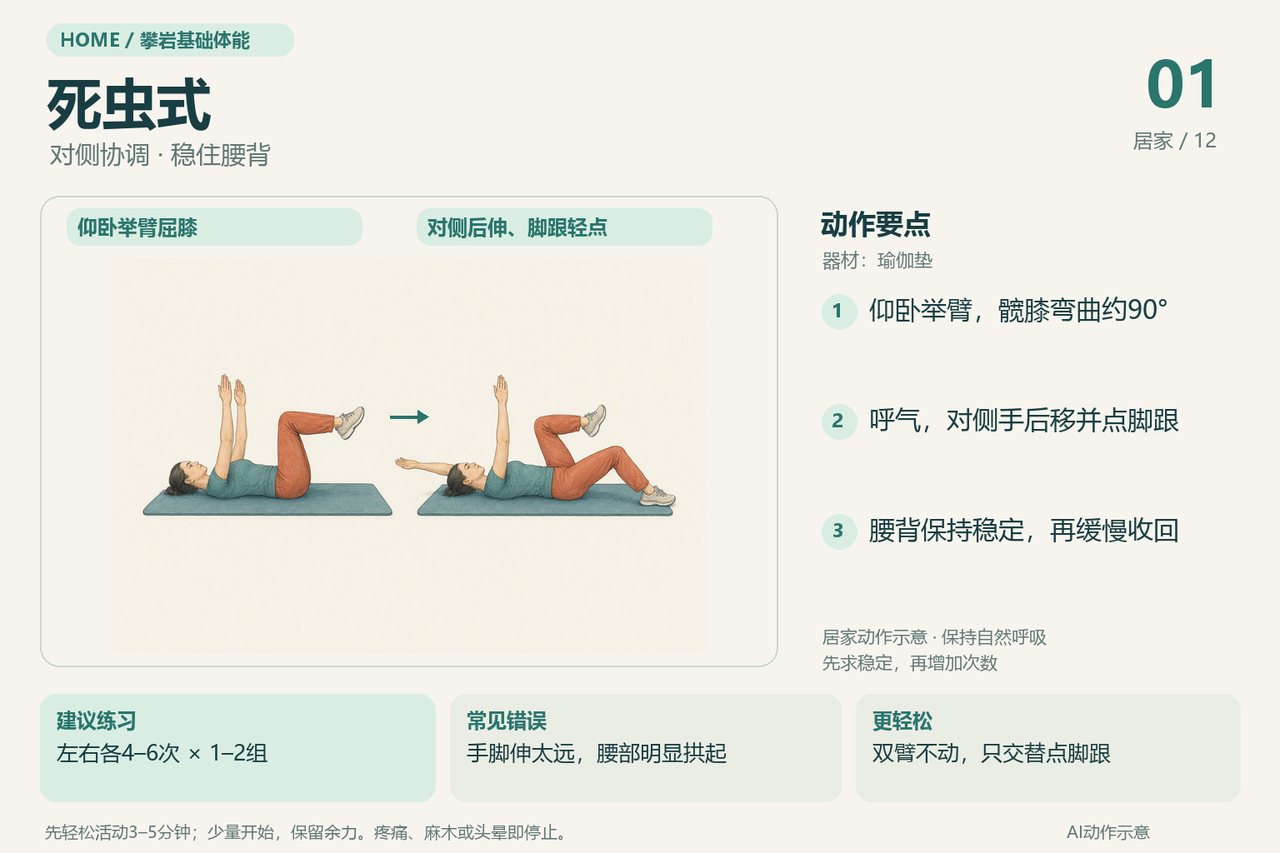 HOME / 攀岩基础体能
死虫式
对侧协调 · 稳住腰背
01
居家 / 12
仰卧举臂屈膝
对侧后伸、脚跟轻点
动作要点
器材：瑜伽垫
1 仰卧举臂，髋膝弯曲约90°
2 呼气，对侧手后移并点脚跟
3 腰背保持稳定，再缓慢收回
居家动作示意 · 保持自然呼吸
先求稳定，再增加次数
建议练习
左右各4–6次 × 1–2组
常见错误
手脚伸太远，腰部明显拱起
更轻松
双臂不动，只交替点脚跟
先轻松活动3–5分钟；少量开始，保留余力。疼痛、麻木或头晕即停止。
AI动作示意